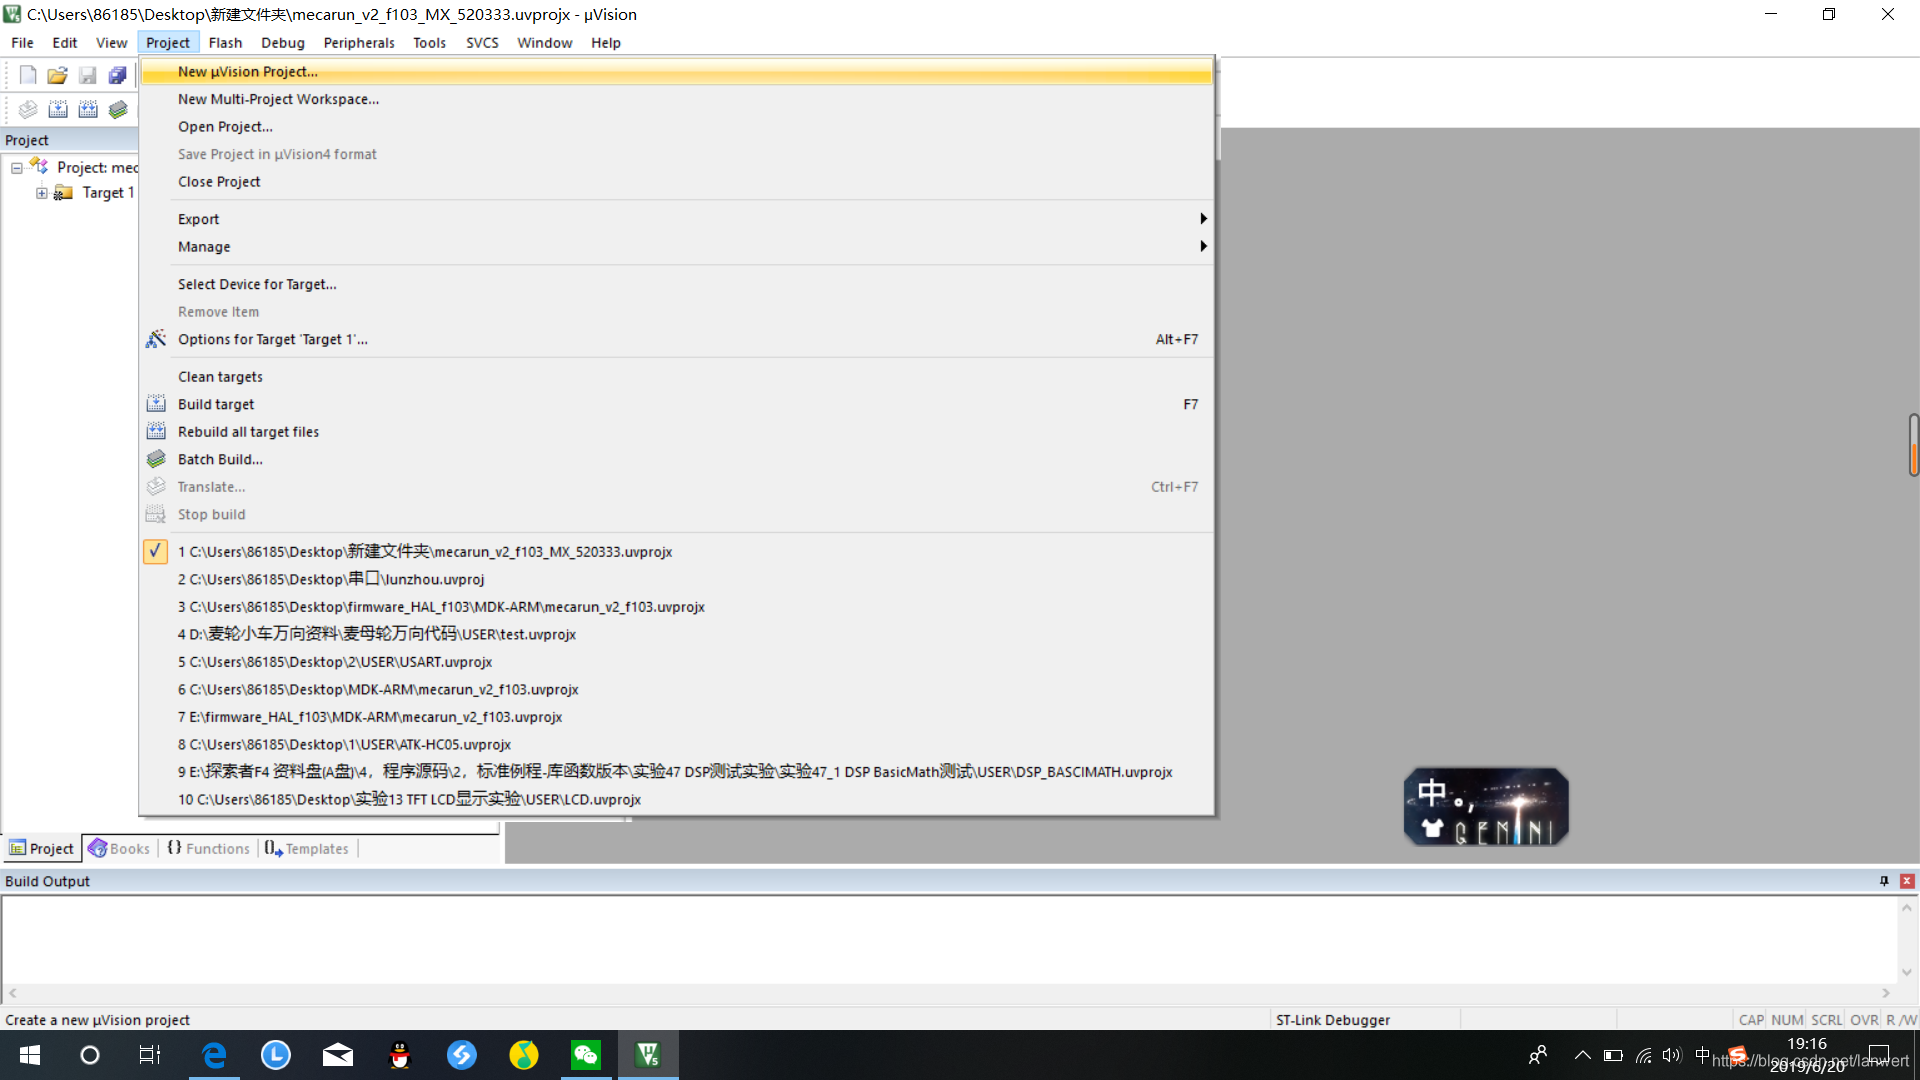 C:\Users\86185\Desktop\新建文件夹\mecarun_v2_f103_MX_520333.uvprojx - µVision
File Edit View Project Flash Debug Peripherals Tools SVCS Window Help
New µVision Project...
New Multi-Project Workspace...
Open Project...
Save Project in µVision4 format
Close Project
Export
Manage
Select Device for Target...
Remove Item
Options for Target 'Target 1'... Alt+F7
Clean targets
Build target F7
Rebuild all target files
Batch Build...
Translate... Ctrl+F7
Stop build
1 C:\Users\86185\Desktop\新建文件夹\mecarun_v2_f103_MX_520333.uvprojx
2 C:\Users\86185\Desktop\串口\lunzhou.uvproj
3 C:\Users\86185\Desktop\firmware_HAL_f103\MDK-ARM\mecarun_v2_f103.uvprojx
4 D:\麦轮小车万向资料\麦母轮万向代码\USER\test.uvprojx
5 C:\Users\86185\Desktop\2\USER\USART.uvprojx
6 C:\Users\86185\Desktop\MDK-ARM\mecarun_v2_f103.uvprojx
7 E:\firmware_HAL_f103\MDK-ARM\mecarun_v2_f103.uvprojx
8 C:\Users\86185\Desktop\1\USER\ATK-HC05.uvprojx
9 E:\探索者F4 资料盘(A盘)\4，程序源码\2，标准例程-库函数版本\实验47 DSP测试实验\实验47_1 DSP BasicMath测试\USER\DSP_BASCIMATH.uvprojx
10 C:\Users\86185\Desktop\实验13 TFT LCD显示实验\USER\LCD.uvprojx
Project
Project: mec
Target 1
中。,
GEMINI
Project Books {} Functions Templates
Build Output
Create a new µVision project ST-Link Debugger CAP NUM SCRL OVR R /W
中
19:16
2019/6/20
https://blog.csdn.net/lanwert